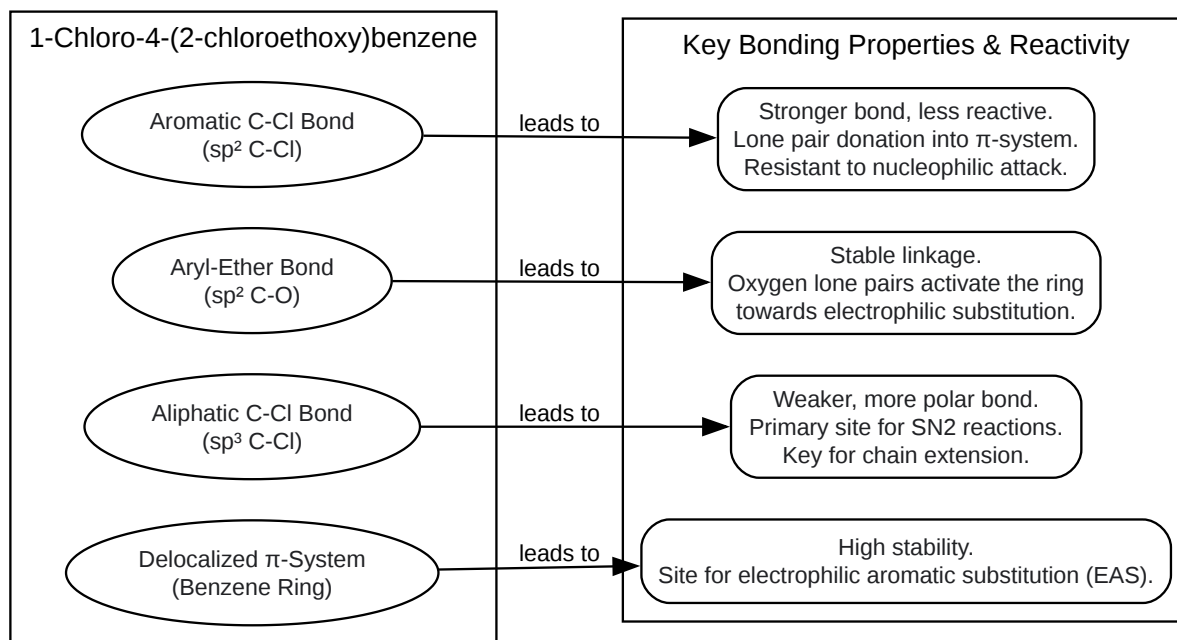 1-Chloro-4-(2-chloroethoxy)benzene
Key Bonding Properties & Reactivity
Aromatic C-Cl Bond
(sp² C-Cl)
leads to
Stronger bond, less reactive.
Lone pair donation into π-system.
Resistant to nucleophilic attack.
Aryl-Ether Bond
(sp² C-O)
leads to
Stable linkage.
Oxygen lone pairs activate the ring
towards electrophilic substitution.
Aliphatic C-Cl Bond
(sp³ C-Cl)
leads to
Weaker, more polar bond.
Primary site for SN2 reactions.
Key for chain extension.
Delocalized π-System
(Benzene Ring)
leads to
High stability.
Site for electrophilic aromatic substitution (EAS).